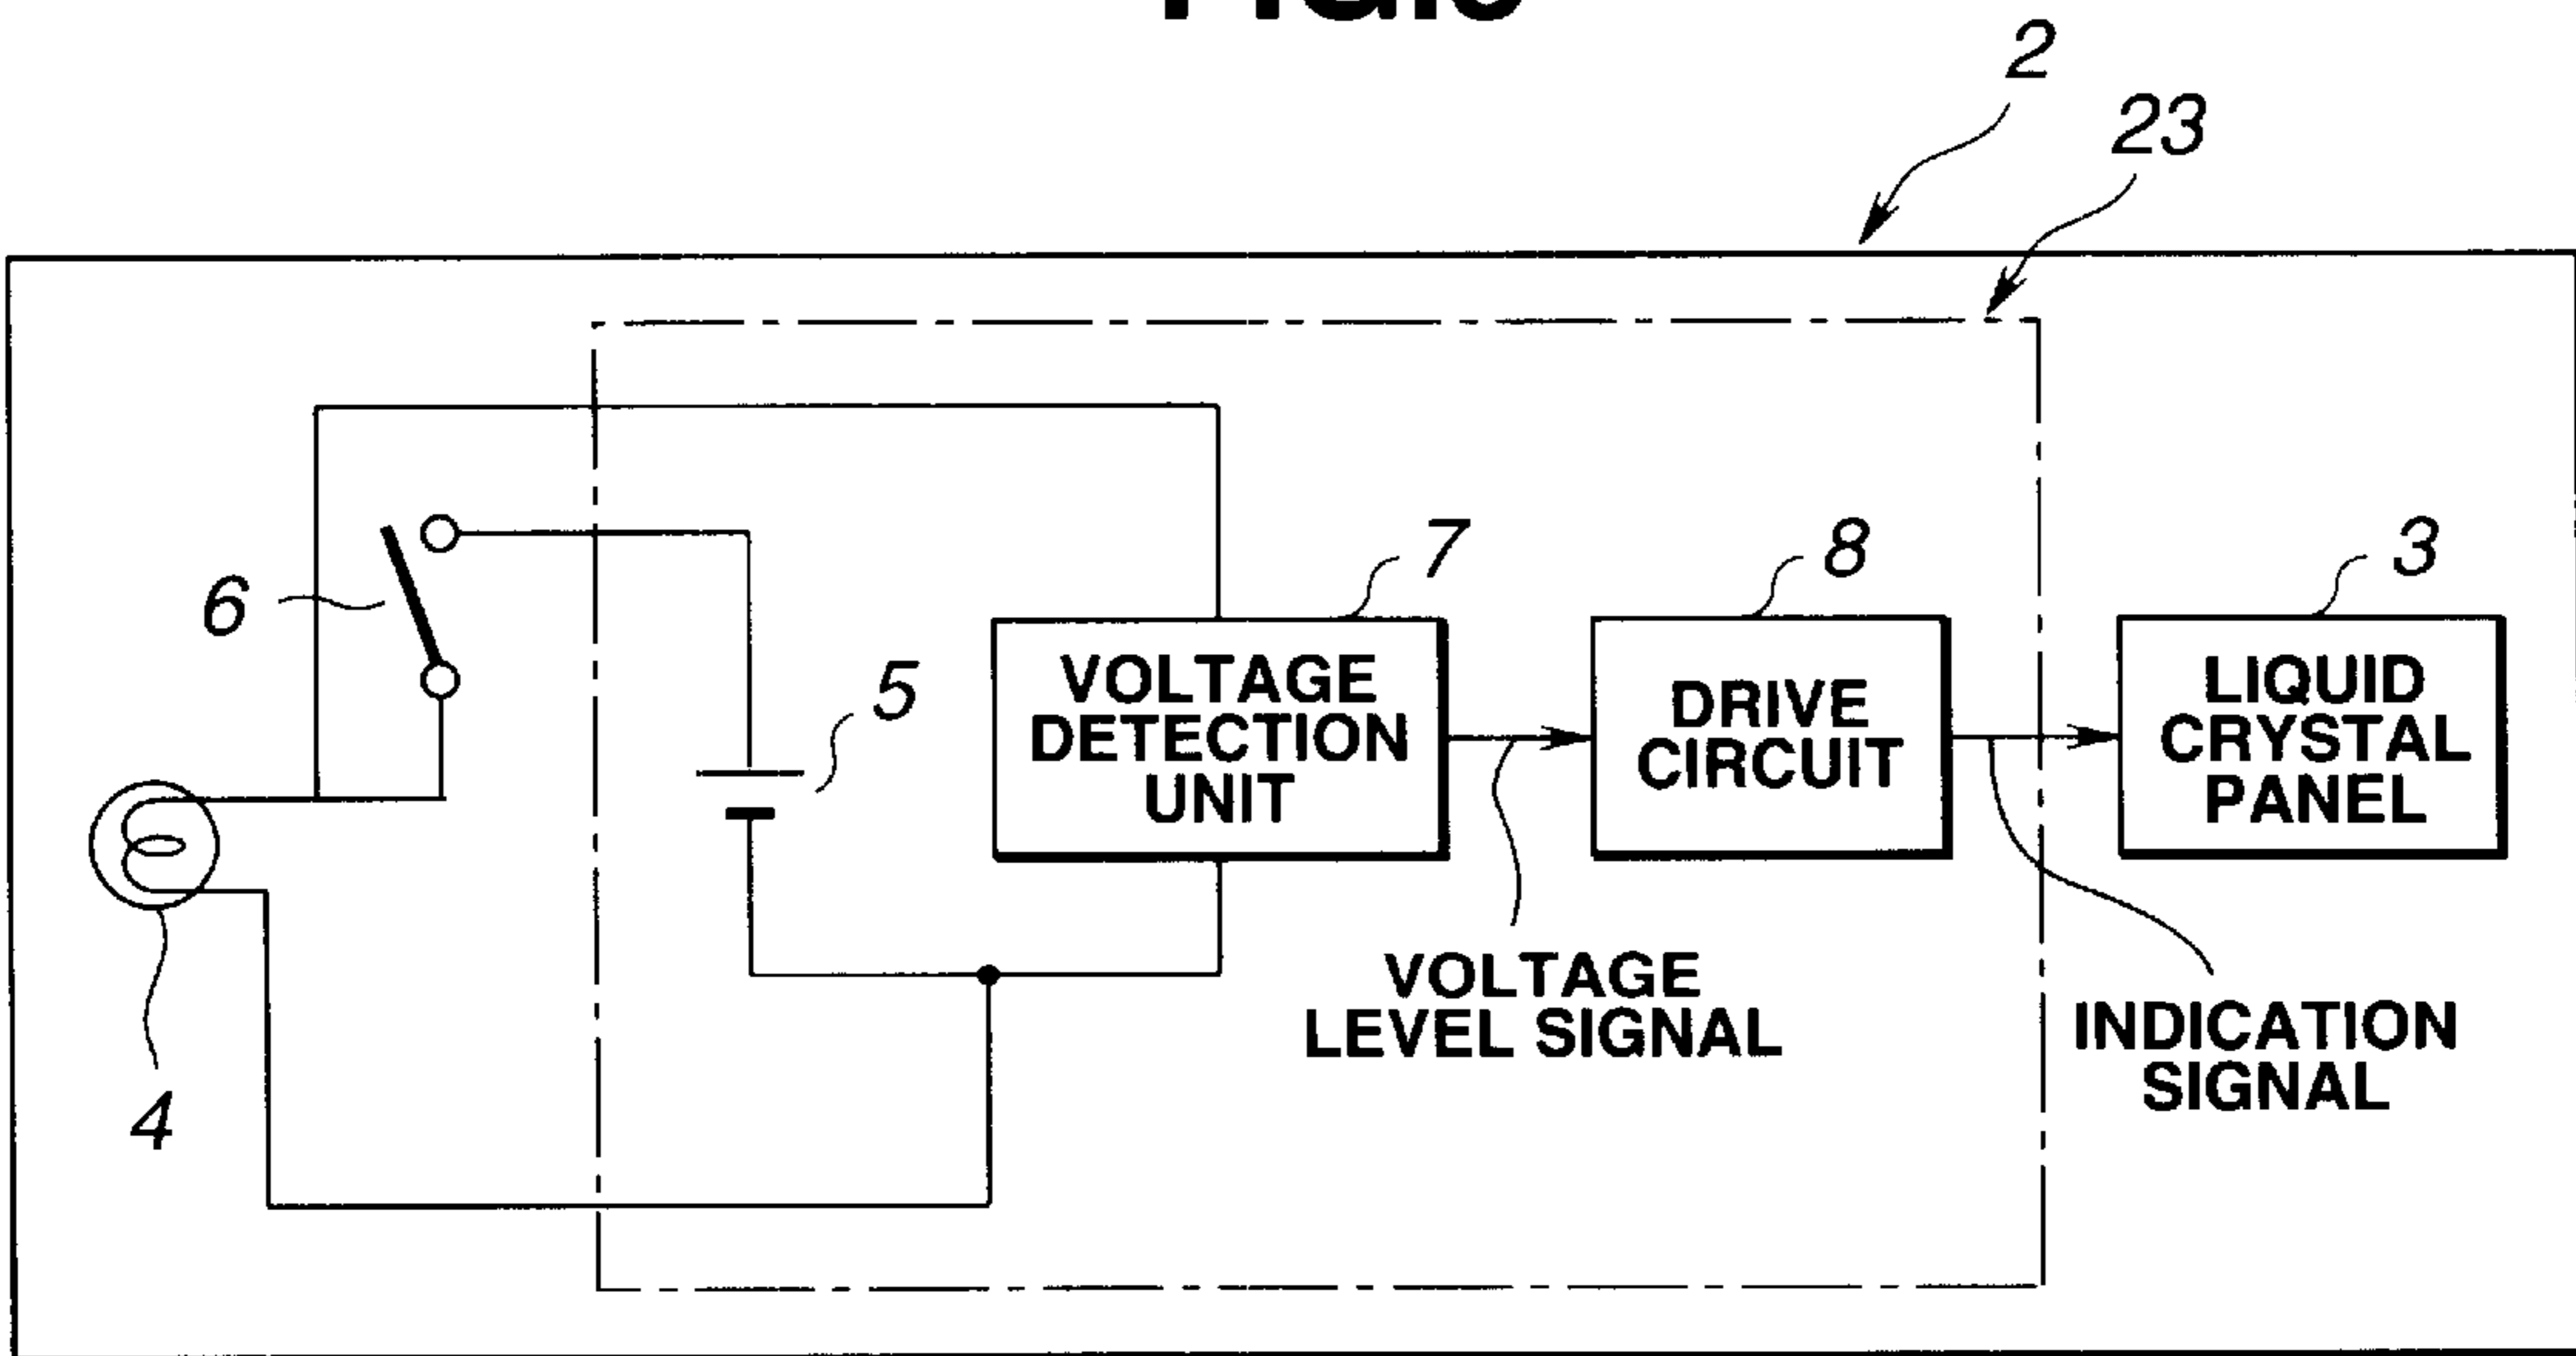 2
23
6
5
7
8
3
VOLTAGE
DETECTION
UNIT
DRIVE
CIRCUIT
LIQUID
CRYSTAL
PANEL
4
VOLTAGE
LEVEL SIGNAL
INDICATION
SIGNAL